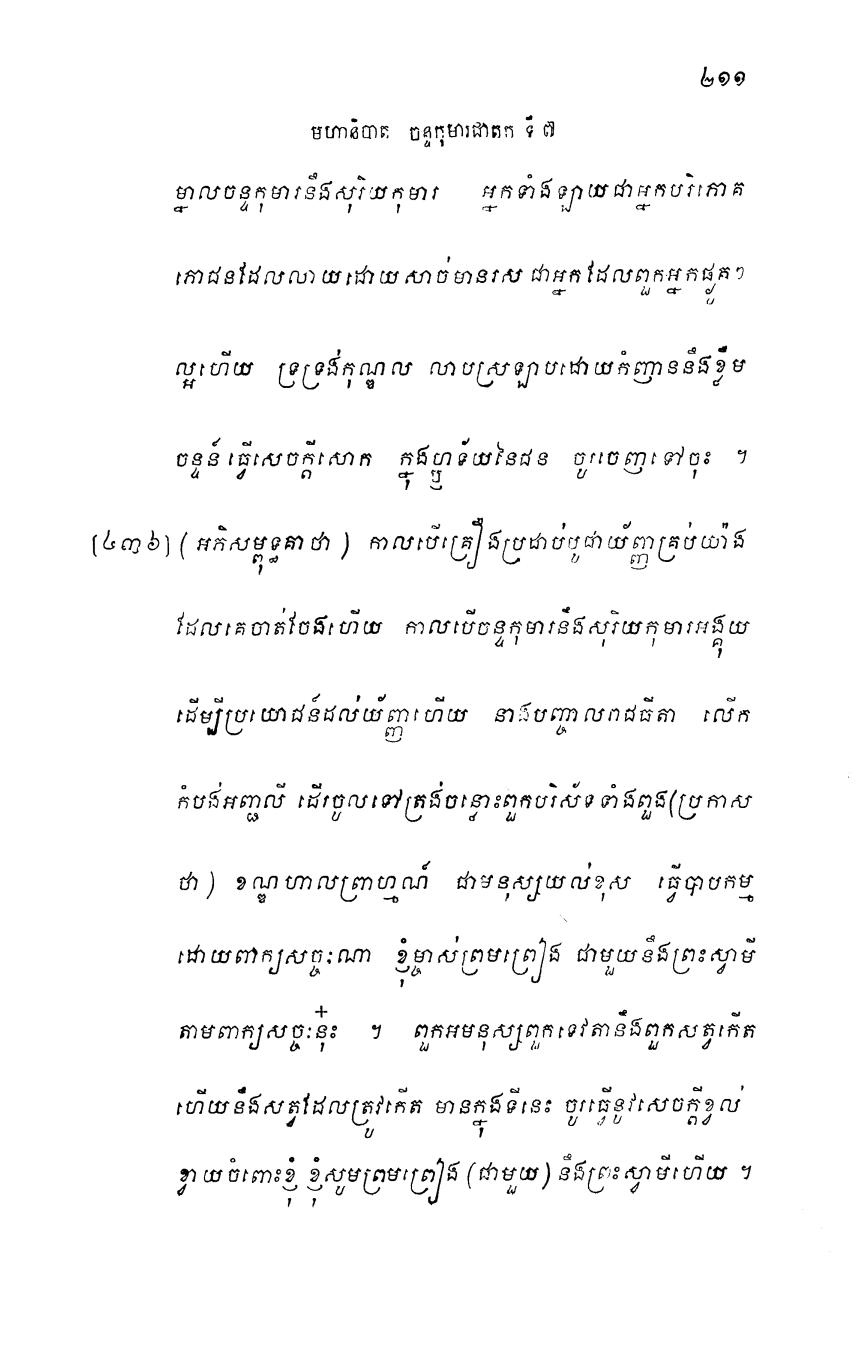 ២១១
មហានិបាត ចន្ទកុមារជាតក ទី ៧
ម្នាលចន្ទកុមារនឹងសុរិយកុមារ អ្នកទាំងឡាយជាអ្នកបរិភោគ
ភោជនដែលលាយដោយសាច់មានរស ជាអ្នកដែលពួកអ្នកផ្ងូតៗ
ល្អហើយ ទ្រទ្រង់កុណ្ឌល លាបស្រឡាបដោយកំញាននឹងខ្លឹម
ចន្ទន៍ ធ្វើសេចក្តីសោក ក្នុងហ្ឫទ័យនៃជន ចូរចេញទៅចុះ ។
[៤៣៦] (អភិសម្ពុទ្ធគាថា) កាលបើគ្រឿងប្រដាប់បូជាយ័ញ្ញគ្រប់យ៉ាង
ដែលគេចាត់ចែងហើយ កាលបើចន្ទកុមារនឹងសុរិយកុមារអង្គុយ
ដើម្បីប្រយោជន៍ដល់យ័ញ្ញហើយ នាងបញ្ចាលរាជធីតា លើក
កំបង់អញ្ជលី ដើរចូលទៅត្រង់ចន្លោះពួកបរិស័ទទាំងពួង(ប្រកាស
ថា) ខណ្ឌហាលព្រាហ្មណ៍ ជាមនុស្សយល់ខុស ធ្វើបាបកម្ម
ដោយពាក្យសច្ចៈណា ខ្ញុំម្ចាស់ព្រមព្រៀង ជាមួយនឹងព្រះស្វាមី
តាមពាក្យសច្ចៈនុ៎ះ ។ ពួកអមនុស្សពួកទេវតានឹងពួកសត្វកើត
ហើយនឹងសត្វដែលត្រូវកើត មានក្នុងទីនេះ ចូរធ្វើនូវសេចក្តីខ្វល់
ខ្វាយចំពោះខ្ញុំ ខ្ញុំសូមព្រមព្រៀង (ជាមួយ) នឹងព្រះស្វាមីហើយ ។